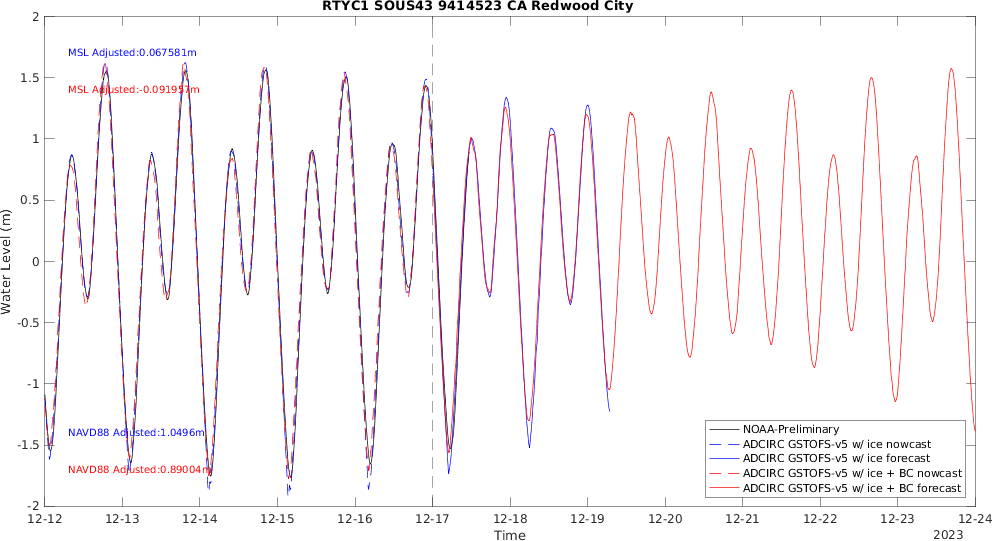 RTYC1 SOUS43 9414523 CA Redwood City
2
1.5
1
0.5
0
-0.5
-1
-1.5
-2
Water Level (m)
MSL Adjusted:0.067581m
MSL Adjusted:-0.091957m
NAVD88 Adjusted:1.0496m
NAVD88 Adjusted:0.89004m
NOAA-Preliminary
ADCIRC GSTOFS-v5 w/ ice nowcast
ADCIRC GSTOFS-v5 w/ ice forecast
ADCIRC GSTOFS-v5 w/ ice + BC nowcast
ADCIRC GSTOFS-v5 w/ ice + BC forecast
12-12 12-13 12-14 12-15 12-16 12-17 12-18 12-19 12-20 12-21 12-22 12-23 12-24
Time
2023